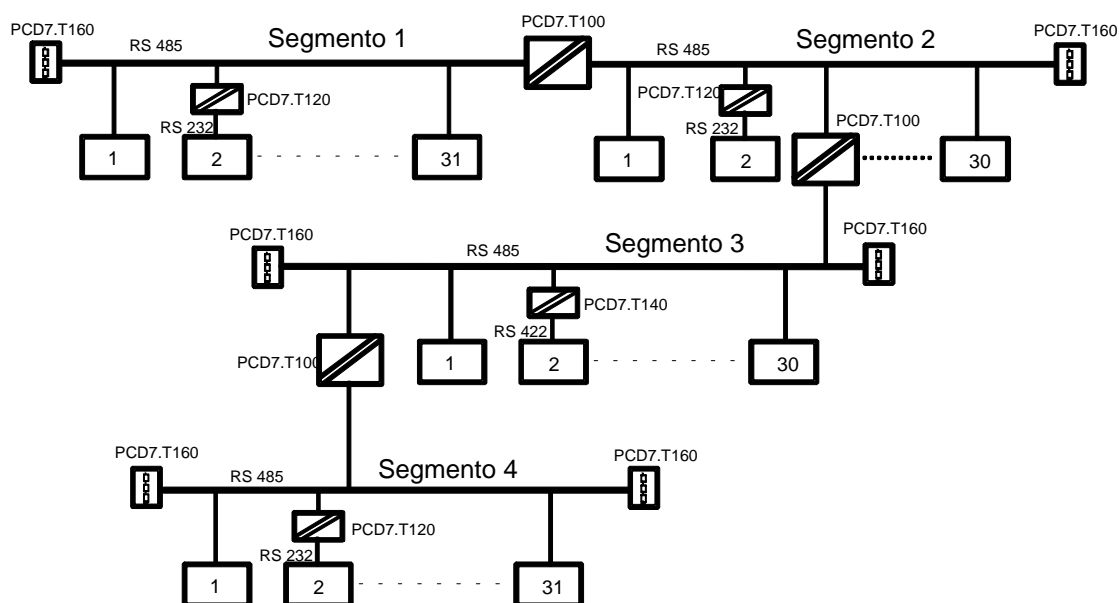 PCD7.T160
RS 485
Segmento 1
PCD7.T100
RS 485
Segmento 2
PCD7.T160
PCD7.T120
RS 232
1
2
31
PCD7.T120
RS 232
PCD7.T100
1
2
30
PCD7.T160
RS 485
Segmento 3
PCD7.T160
PCD7.T140
RS 422
PCD7.T100
1
2
30
PCD7.T160
RS 485
Segmento 4
PCD7.T160
PCD7.T120
RS 232
1
2
31